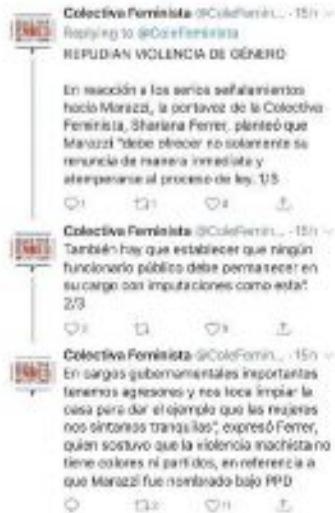 Colectiva Feminista @ColeFemin... · 15h
Replying to @ColeFeminista
REPUDIAN VIOLENCIA DE GÉNERO
En reacción a los serios señalamientos
hacia Marazzi, la portavoz de la Colectiva
Feminista, Shariana Ferrer, planteó que
Marazzi "debe ofrecer no solamente su
renuncia de manera inmediata y
atemperarse al proceso de ley. 1/3
1 1 4
Colectiva Feminista @ColeFemin... · 15h
También hay que establecer que ningún
funcionario público debe permanecer en
su cargo con imputaciones como esta".
2/3
Colectiva Feminista @ColeFemin... · 15h
En cargos gubernamentales importantes
tenemos agresores y nos toca limpiar la
casa para dar el ejemplo que las mujeres
nos sintamos tranquilas", expresó Ferrer,
quien sostuvo que la violencia machista no
tiene colores ni partidos, en referencia a
que Marazzi fue nombrado bajo PPD
11